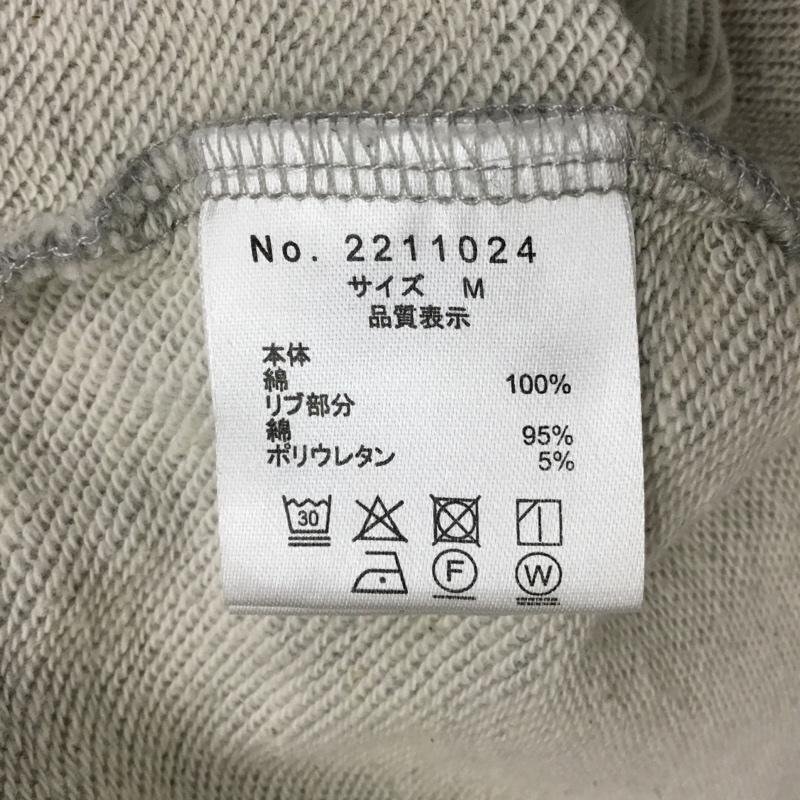 No. 2211024
サイズ M
品質表示
本体
綿 100%
リブ部分
綿 95%
ポリウレタン 5%
30
F W